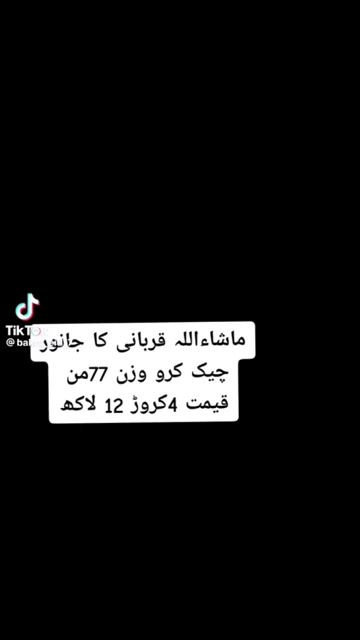 TikTok
ماشاءاللہ قربانی کا جانور
چیک کرو وزن 77من
قیمت 4کروڑ 12 لاکھ